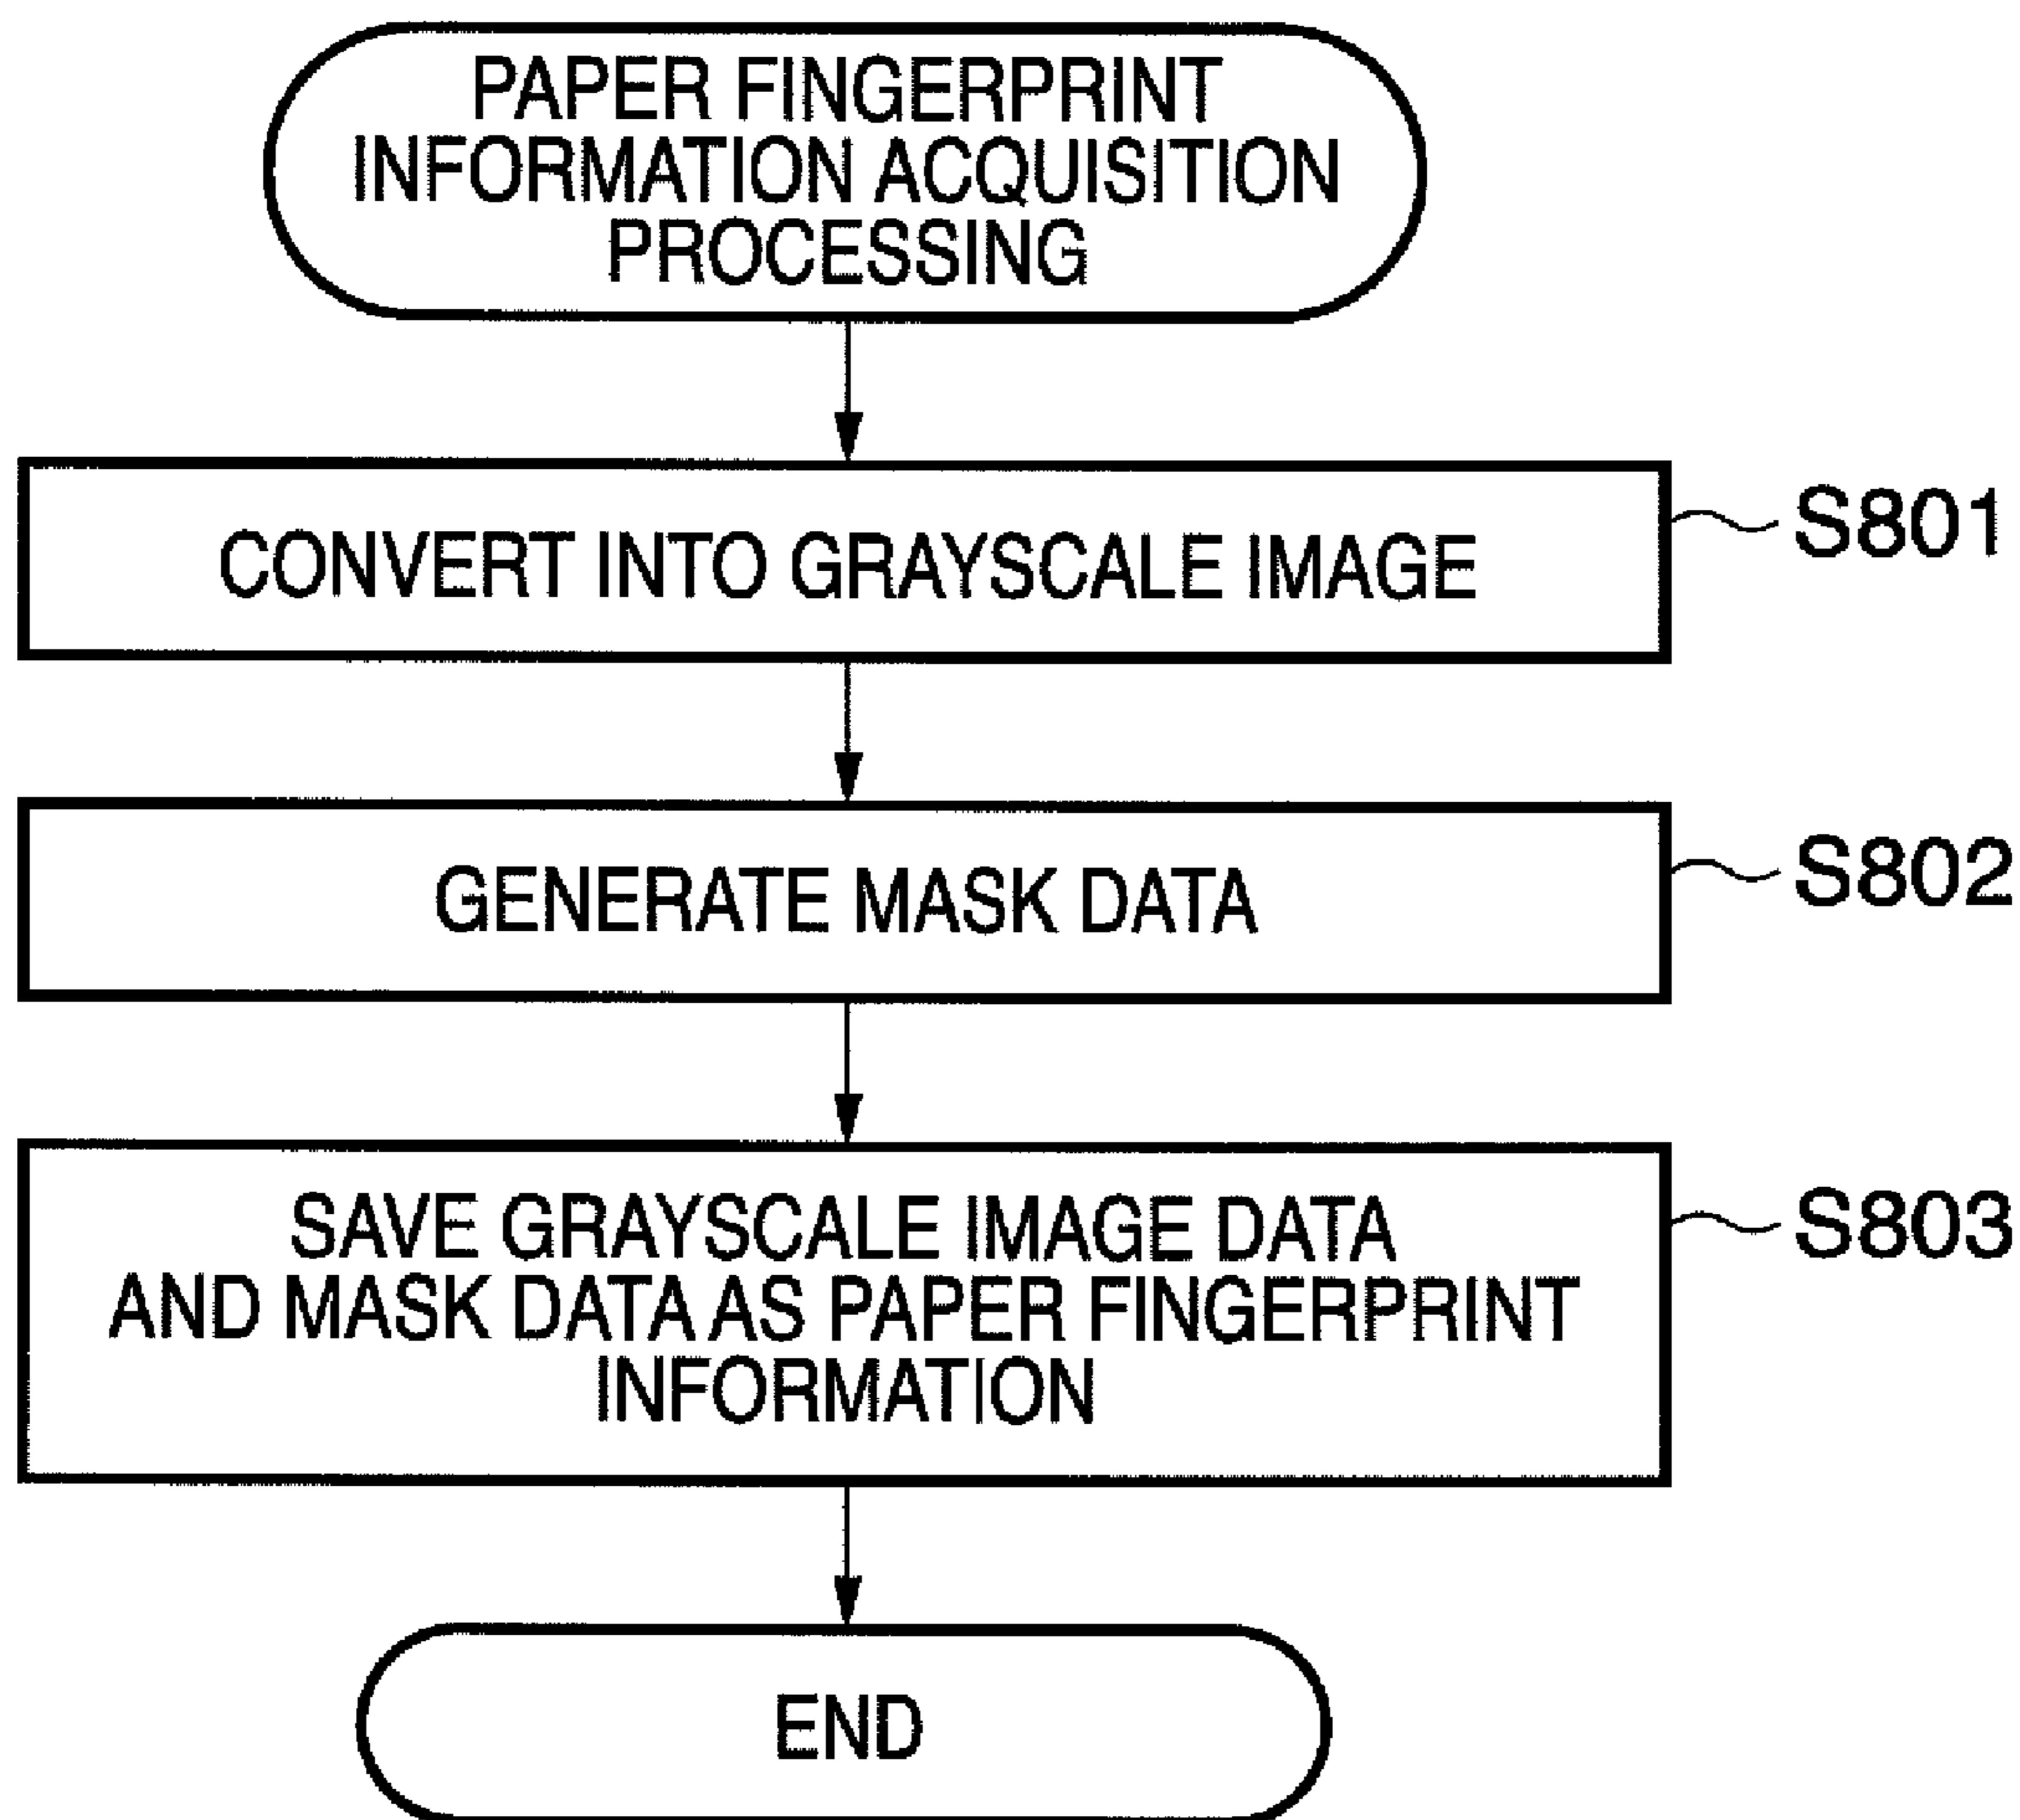 PAPER FINGERPRINT
INFORMATION ACQUISITION
PROCESSING
CONVERT INTO GRAYSCALE IMAGE
S801
GENERATE MASK DATA
S802
SAVE GRAYSCALE IMAGE DATA
AND MASK DATA AS PAPER FINGERPRINT
INFORMATION
S803
END